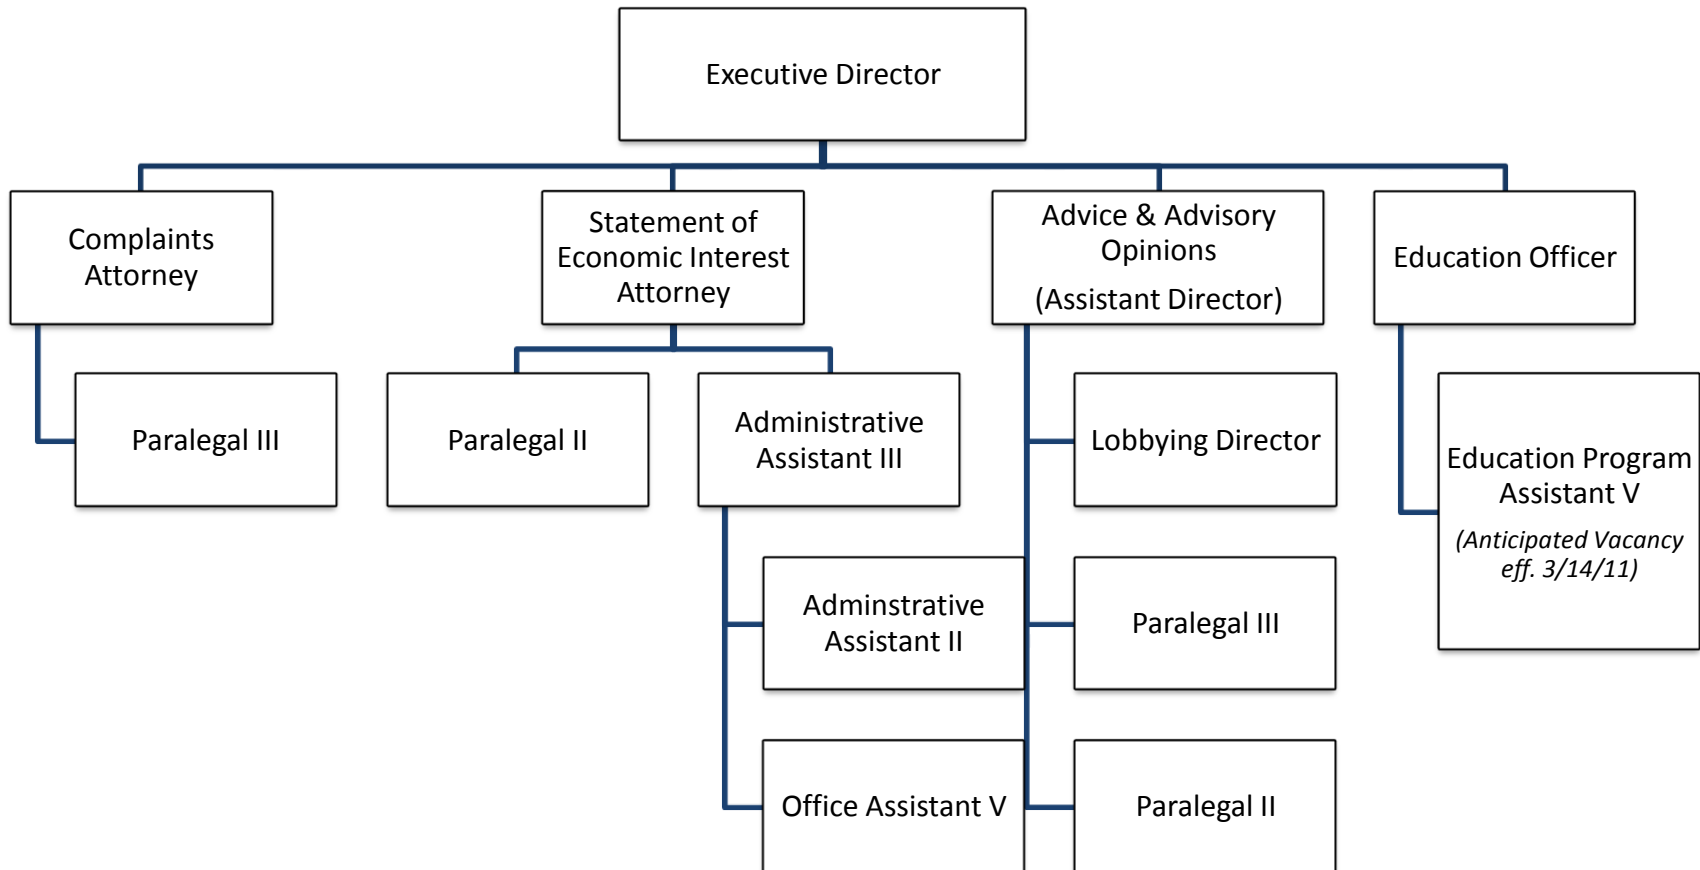 Executive Director
Complaints
Attorney
Statement of
Economic Interest
Attorney
Advice & Advisory
Opinions
(Assistant Director)
Education Officer
Paralegal III
Paralegal II
Administrative
Assistant III
Lobbying Director
Education Program
Assistant V
(Anticipated Vacancy
eff. 3/14/11)
Adminstrative
Assistant II
Paralegal III
Office Assistant V
Paralegal II